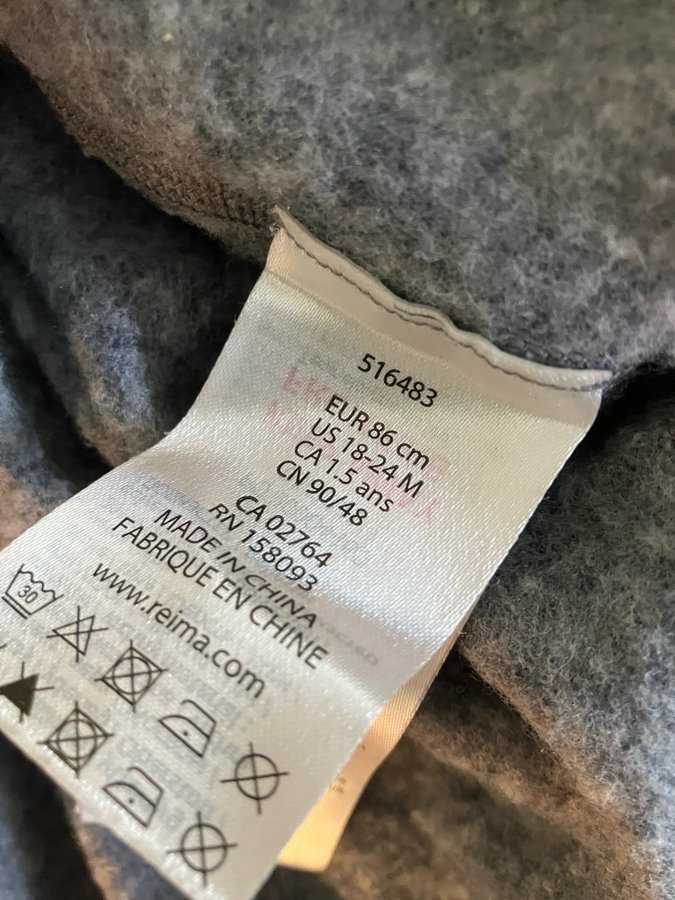 516483
EUR 86 cm
US 18-24 M
CA 1.5 ans
CN 90/48
CA 02764
RN 158093
MADE IN CHINA
FABRIQUE EN CHINE
www.reima.com
30